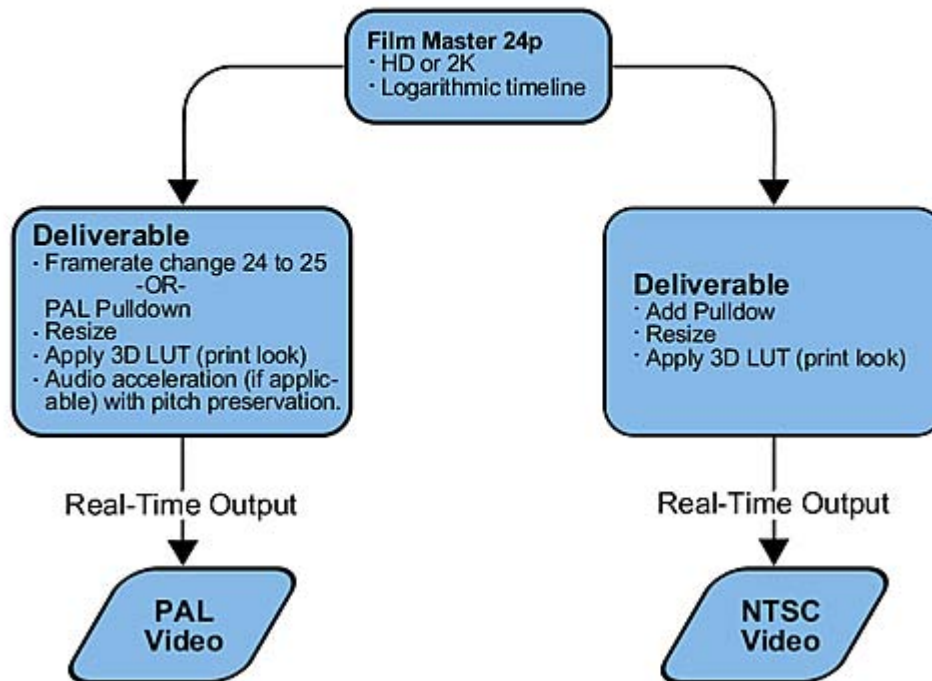 Film Master 24p
· HD or 2K
· Logarithmic timeline
Deliverable
· Framerate change 24 to 25
-OR-
PAL Pulldown
· Resize
· Apply 3D LUT (print look)
· Audio acceleration (if applic-
able) with pitch preservation.
Real-Time Output
PAL
Video
Deliverable
· Add Pulldow
· Resize
· Apply 3D LUT (print look)
Real-Time Output
NTSC
Video